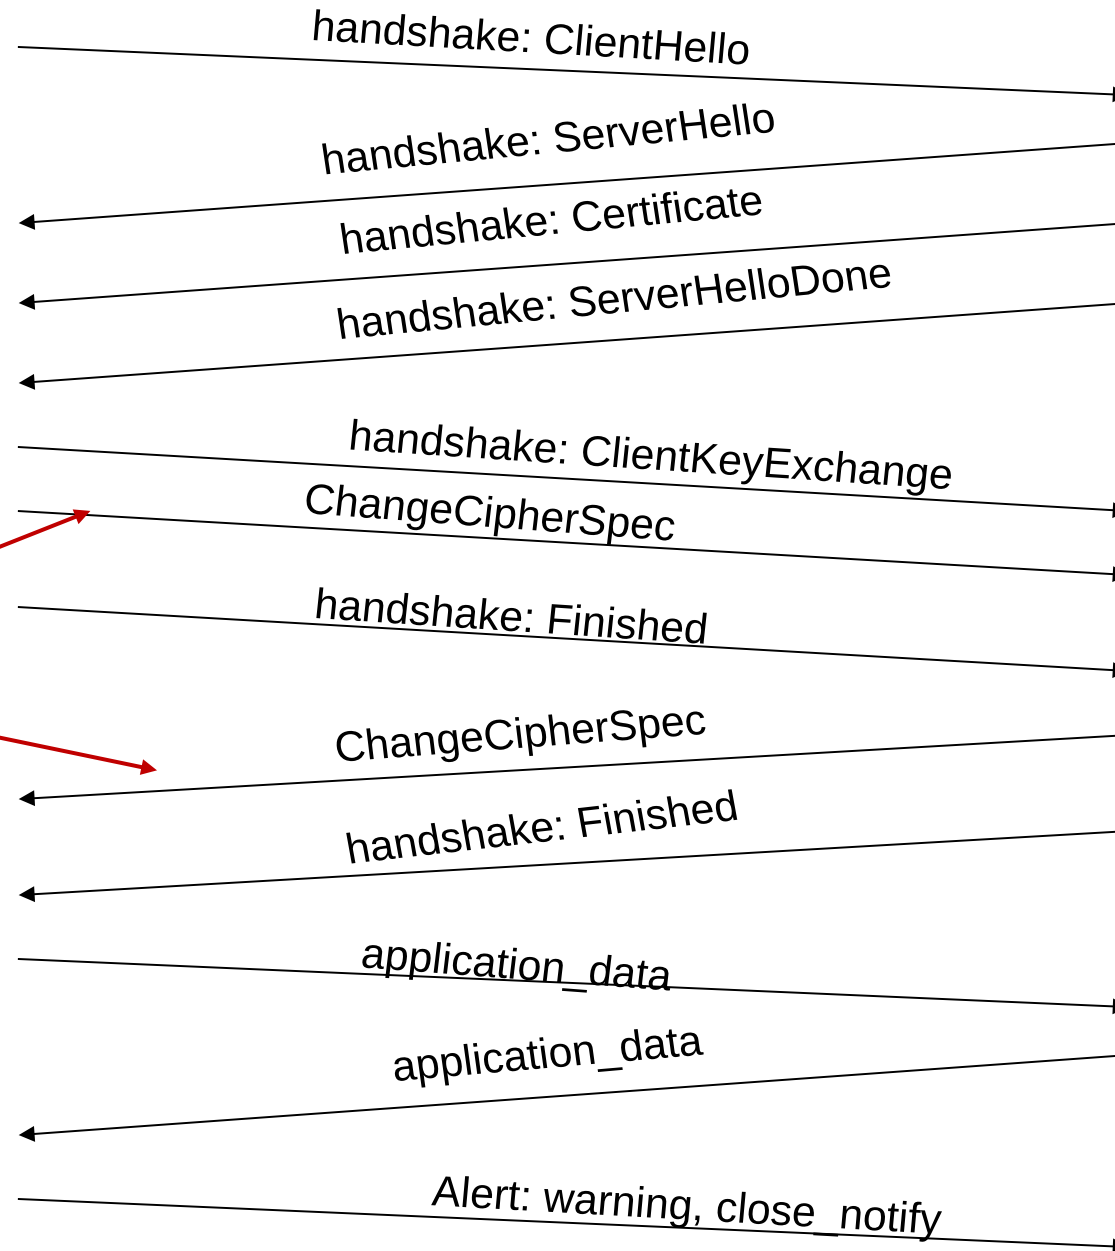 handshake: ClientHello
handshake: ServerHello
handshake: Certificate
handshake: ServerHelloDone
handshake: ClientKeyExchange
ChangeCipherSpec
handshake: Finished
ChangeCipherSpec
handshake: Finished
application_data
application_data
Alert: warning, close_notify